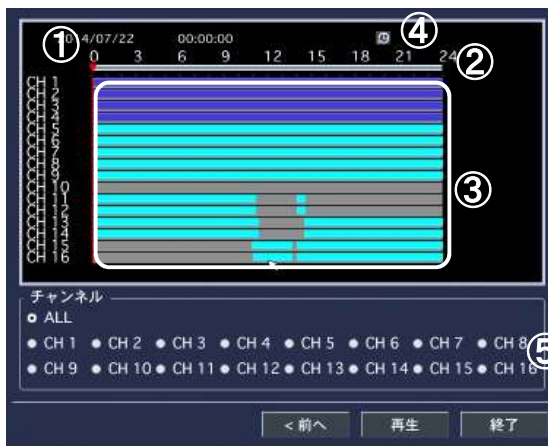 ① 2014/07/22 00:00:00 ④
0 3 6 9 12 15 18 21 24 ②
CH 1
CH 2
CH 3
CH 4
CH 5
CH 6
CH 7
CH 8
CH 9
CH 10
CH 11
CH 12
CH 13
CH 14
CH 15
CH 16
③
チャンネル
ALL
CH 1 CH 2 CH 3 CH 4 CH 5 CH 6 CH 7 CH 8 ⑤
CH 9 CH 10 CH 11 CH 12 CH 13 CH 14 CH 15 CH 16
<前へ 再生 終了